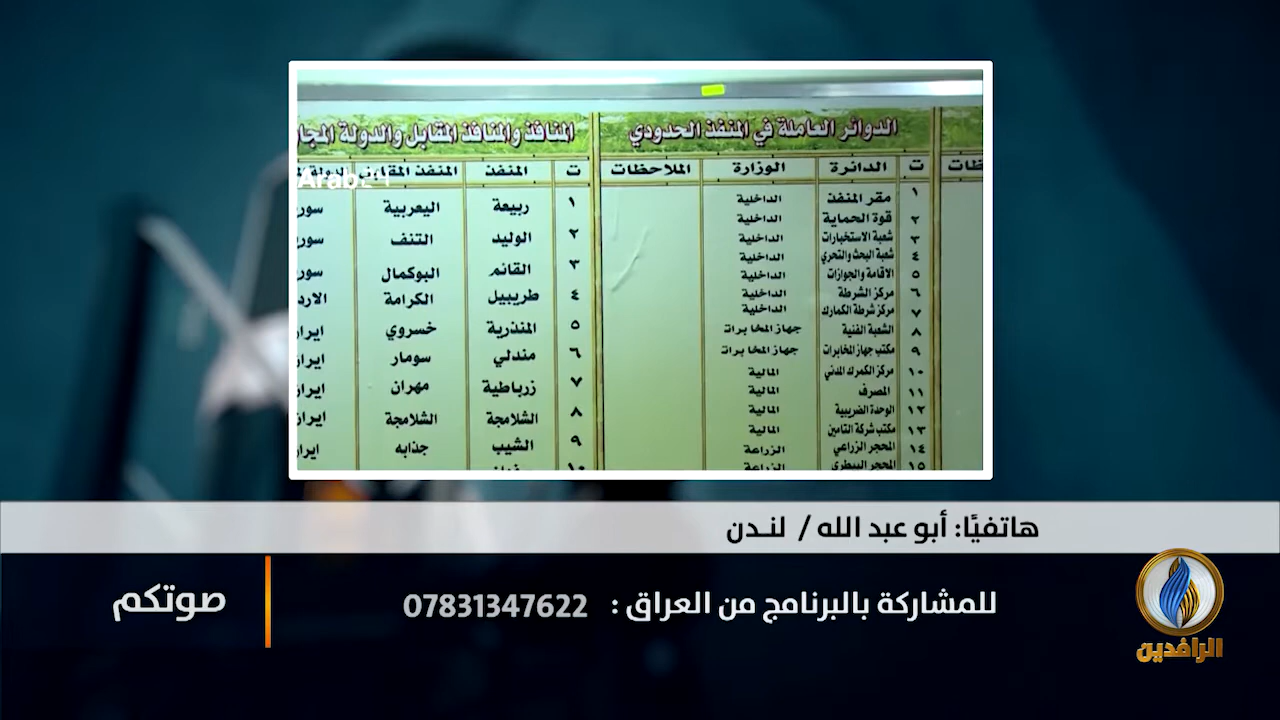 الدوائر العاملة في المنفذ الحدودي
ت الدائرة الوزارة الملاحظات
١ مقر المنفذ الداخلية
٢ قوة الحماية الداخلية
٣ شعبة الاستخبارات الداخلية
٤ شعبة البحث والتحري الداخلية
٥ الاقامة والجوازات الداخلية
٦ مركز الشرطة الداخلية
٧ مركز شرطة الكمارك الداخلية
٨ الشعبة الفنية جهاز المخابرات
٩ مكتب جهاز المخابرات جهاز المخابرات
١٠ مركز الكمرك المدني المالية
١١ المصرف المالية
١٢ الوحدة الضريبية المالية
١٣ مكتب شركة التامين المالية
١٤ المحجر الزراعي الزراعة
١٥ المحجر البيطري الزراعة
المنافذ والمنافذ المقابل والدولة
ت المنفذ المنفذ المقابل
١ ربيعة اليعربية
٢ الوليد التنف
٣ القائم البوكمال
٤ طريبيل الكرامة
٥ المنذرية خسروي
٦ مندلي سومار
٧ زرباطية مهران
٨ الشلامجة الشلامجة
٩ الشيب جذابه
١٠
هاتفيًا: أبو عبد الله / لندن
للمشاركة بالبرنامج من العراق : 07831347622
صوتكم
الرافدين